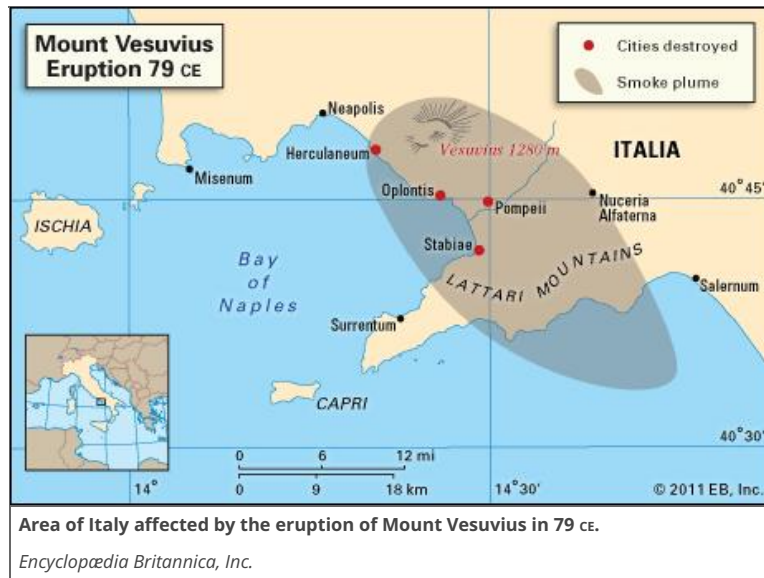 Mount Vesuvius
Eruption 79 CE
Cities destroyed
Smoke plume
Neapolis
Herculaneum
Vesuvius 1280 m
ITALIA
Misenum
Oplontis
Pompeii
Nuceria
Alfaterna
40°45'
ISCHIA
Stabiae
Bay
of
Naples
LATTARI MOUNTAINS
Salernum
Surrentum
CAPRI
40°30'
0 6 12 mi
0 9 18 km
14°
14°30'
© 2011 EB, Inc.
Area of Italy affected by the eruption of Mount Vesuvius in 79 CE.
Encyclopædia Britannica, Inc.